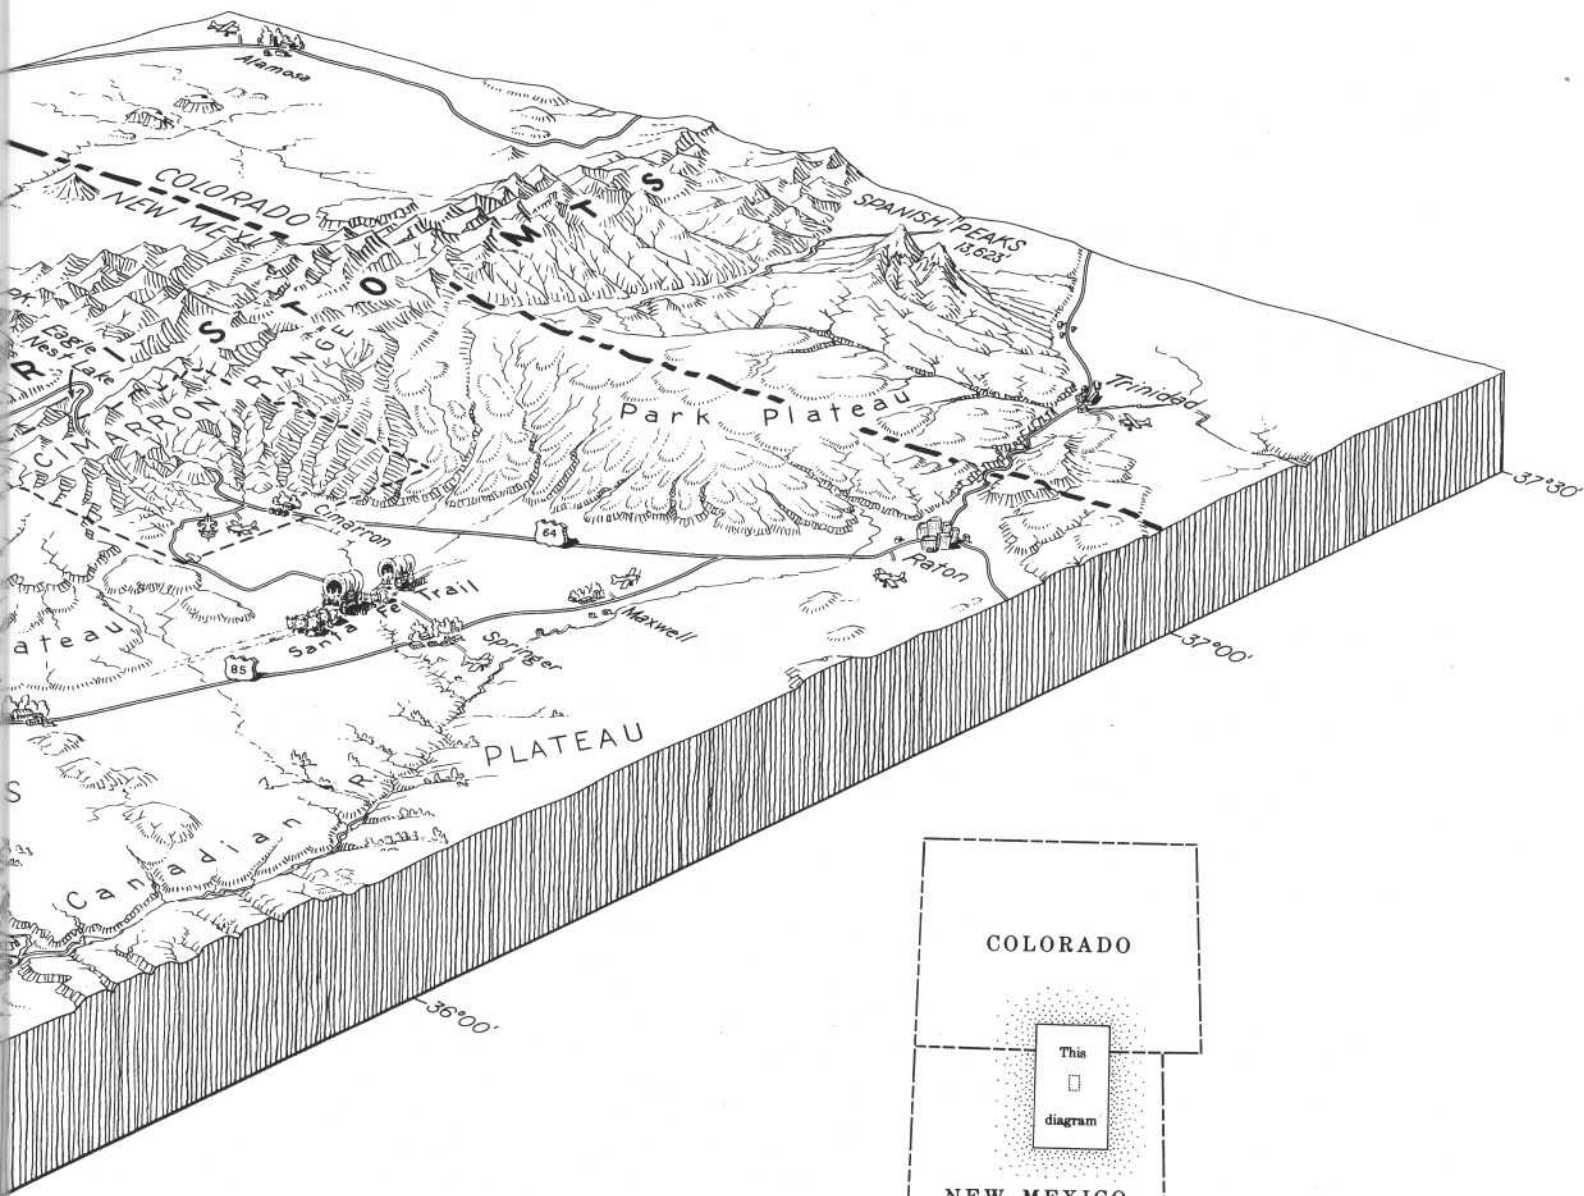 Alamosa
COLORADO
NEW MEXI
SPANISH PEAKS
13,623'
R I S T O MTS
Eagle
Nest
Lake
CIMARRON RANGE
Park Plateau
Trinidad
37°30'
Cimarron
64
Raton
Santa Fe Trail
Maxwell
37°00'
ateau
Springer
85
PLATEAU
S
Canadian R.
36°00'
COLORADO
This
diagram
NEW MEXICO